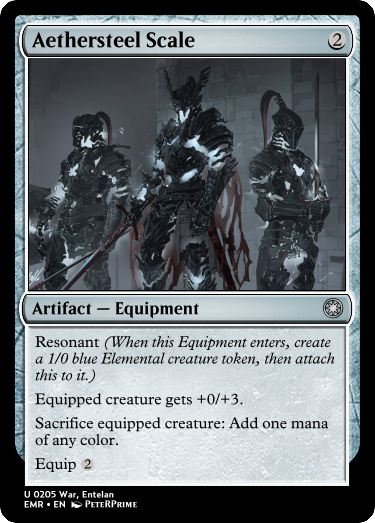 Aethersteel Scale 2
Artifact — Equipment
Resonant (When this Equipment enters, create
a 1/0 blue Elemental creature token, then attach
this to it.)
Equipped creature gets +0/+3.
Sacrifice equipped creature: Add one mana
of any color.
Equip 2
U 0205 War, Entelan
EMR • EN PeterPrime